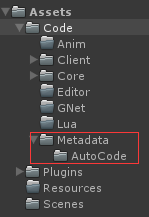 Assets
Code
Anim
Client
Core
Editor
GNet
Lua
Metadata
AutoCode
Plugins
Resources
Scenes